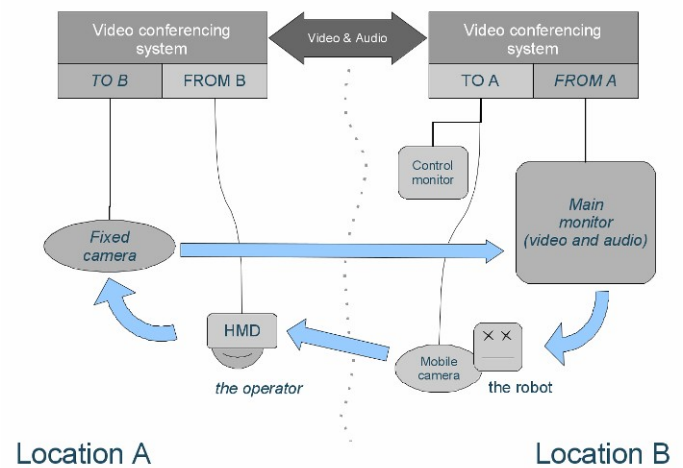 Video conferencing
system
TO B
FROM B
Video & Audio
Video conferencing
system
TO A
FROM A
Control
monitor
Main
monitor
(video and audio)
Fixed
camera
HMD
the operator
Mobile
camera
× ×
the robot
Location A
Location B